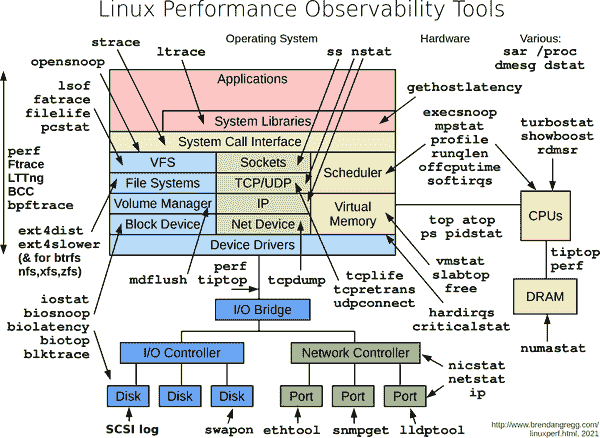 Linux Performance Observability Tools
strace
ltrace
Operating System
ss nstat
Hardware
Various:
sar /proc
dmesg dstat
opensnoop
Applications
System Libraries
gethostlatency
System Call Interface
lsof
fatrace
filelife
pcstat
perf
Ftrace
LTTng
BCC
bpftrace
VFS
Sockets
Scheduler
File Systems
TCP/UDP
Volume Manager
IP
Virtual
Memory
Block Device
Net Device
Device Drivers
execsnoop
mpstat
profile
runqlen
offcputime
softirqs
turbostat
showboost
rdmsr
CPUs
top atop
ps pidstat
ext4dist
ext4slower
(& for btrfs
nfs,xfs,zfs)
mdflush
perf
tiptop
tcpdump
tcplife
tcpretrans
udpconnect
vmstat
slabtop
free
tiptop
perf
DRAM
hardirqs
criticalstat
numastat
iostat
biosnoop
biolatency
biotop
blktrace
I/O Bridge
I/O Controller
Network Controller
nicstat
netstat
ip
Disk
Disk
Disk
Port
Port
Port
SCSI log
swapon
ethtool
snmpget
lldptool
http://www.brendangregg.com/
linuxperf.html, 2021